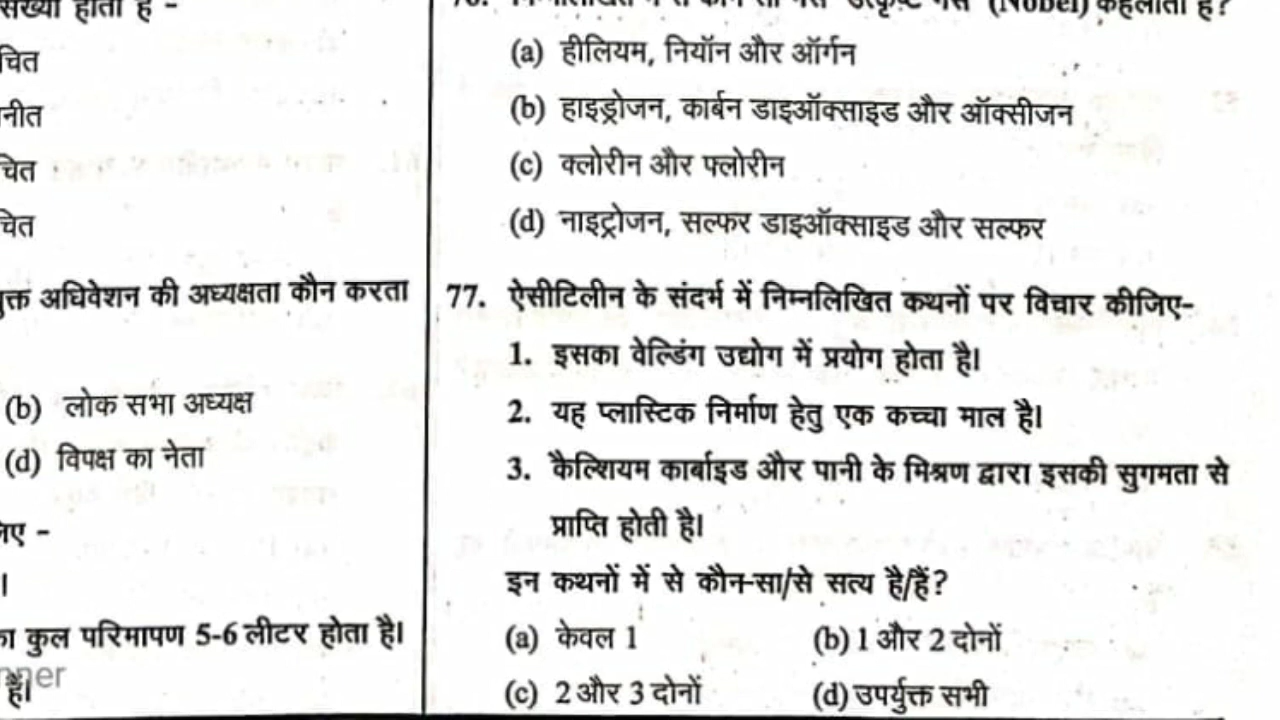 संख्या होती है -
चित
नीत
चित
चित
अधिवेशन की अध्यक्षता कौन करता
(b) लोक सभा अध्यक्ष
(d) विपक्ष का नेता
-
कुल परिमापण 5-6 लीटर होता है।
है।
(Nobel) कहलाती है?
(a) हीलियम, नियॉन और ऑर्गन
(b) हाइड्रोजन, कार्बन डाइऑक्साइड और ऑक्सीजन
(c) क्लोरीन और फ्लोरीन
(d) नाइट्रोजन, सल्फर डाइऑक्साइड और सल्फर
77. ऐसीटिलीन के संदर्भ में निम्नलिखित कथनों पर विचार कीजिए-
1. इसका वेल्डिंग उद्योग में प्रयोग होता है।
2. यह प्लास्टिक निर्माण हेतु एक कच्चा माल है।
3. कैल्शियम कार्बाइड और पानी के मिश्रण द्वारा इसकी सुगमता से
प्राप्ति होती है।
इन कथनों में से कौन-सा/से सत्य है/हैं?
(a) केवल 1 (b) 1 और 2 दोनों
(c) 2 और 3 दोनों (d) उपर्युक्त सभी